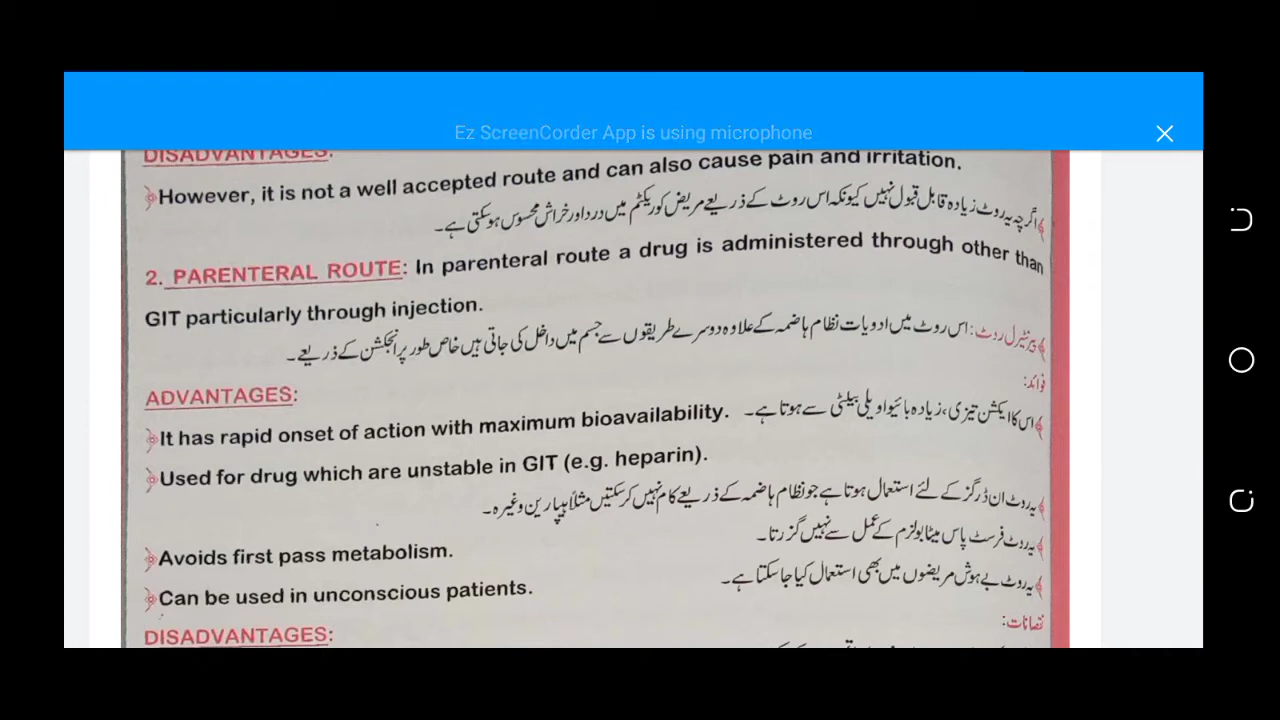 Ez ScreenCorder App is using microphone
DISADVANTAGES:
However, it is not a well accepted route and can also cause pain and irritation.
اگرچہ یہ روٹ زیادہ قابل قبول نہیں کیونکہ اس روٹ کے ذریعے مریض کو ریکٹم میں درد اور خراش محسوس ہو سکتی ہے۔
2. PARENTERAL ROUTE: In parenteral route a drug is administered through other than
GIT particularly through injection.
پیرنٹرل روٹ: اس روٹ میں ادویات نظام ہاضمہ کے علاوہ دوسرے طریقوں سے جسم میں داخل کی جاتی ہیں خاص طور پر انجکشن کے ذریعے۔
فوائد:
ADVANTAGES:
It has rapid onset of action with maximum bioavailability. اس کا ایکشن تیزی، زیادہ بائیو اویلی بیلٹی سے ہوتا ہے۔
Used for drug which are unstable in GIT (e.g. heparin).
یہ روٹ ان ڈرگز کے لئے استعمال ہوتا ہے جو نظام ہاضمہ کے ذریعے کام نہیں کر سکتیں مثلاً ہیپارین وغیرہ۔
Avoids first pass metabolism. یہ روٹ فرسٹ پاس میٹابولزم کے عمل سے نہیں گزرتا۔
Can be used in unconscious patients. یہ روٹ بے ہوش مریضوں میں بھی استعمال کیا جا سکتا ہے۔
DISADVANTAGES: نقصانات: